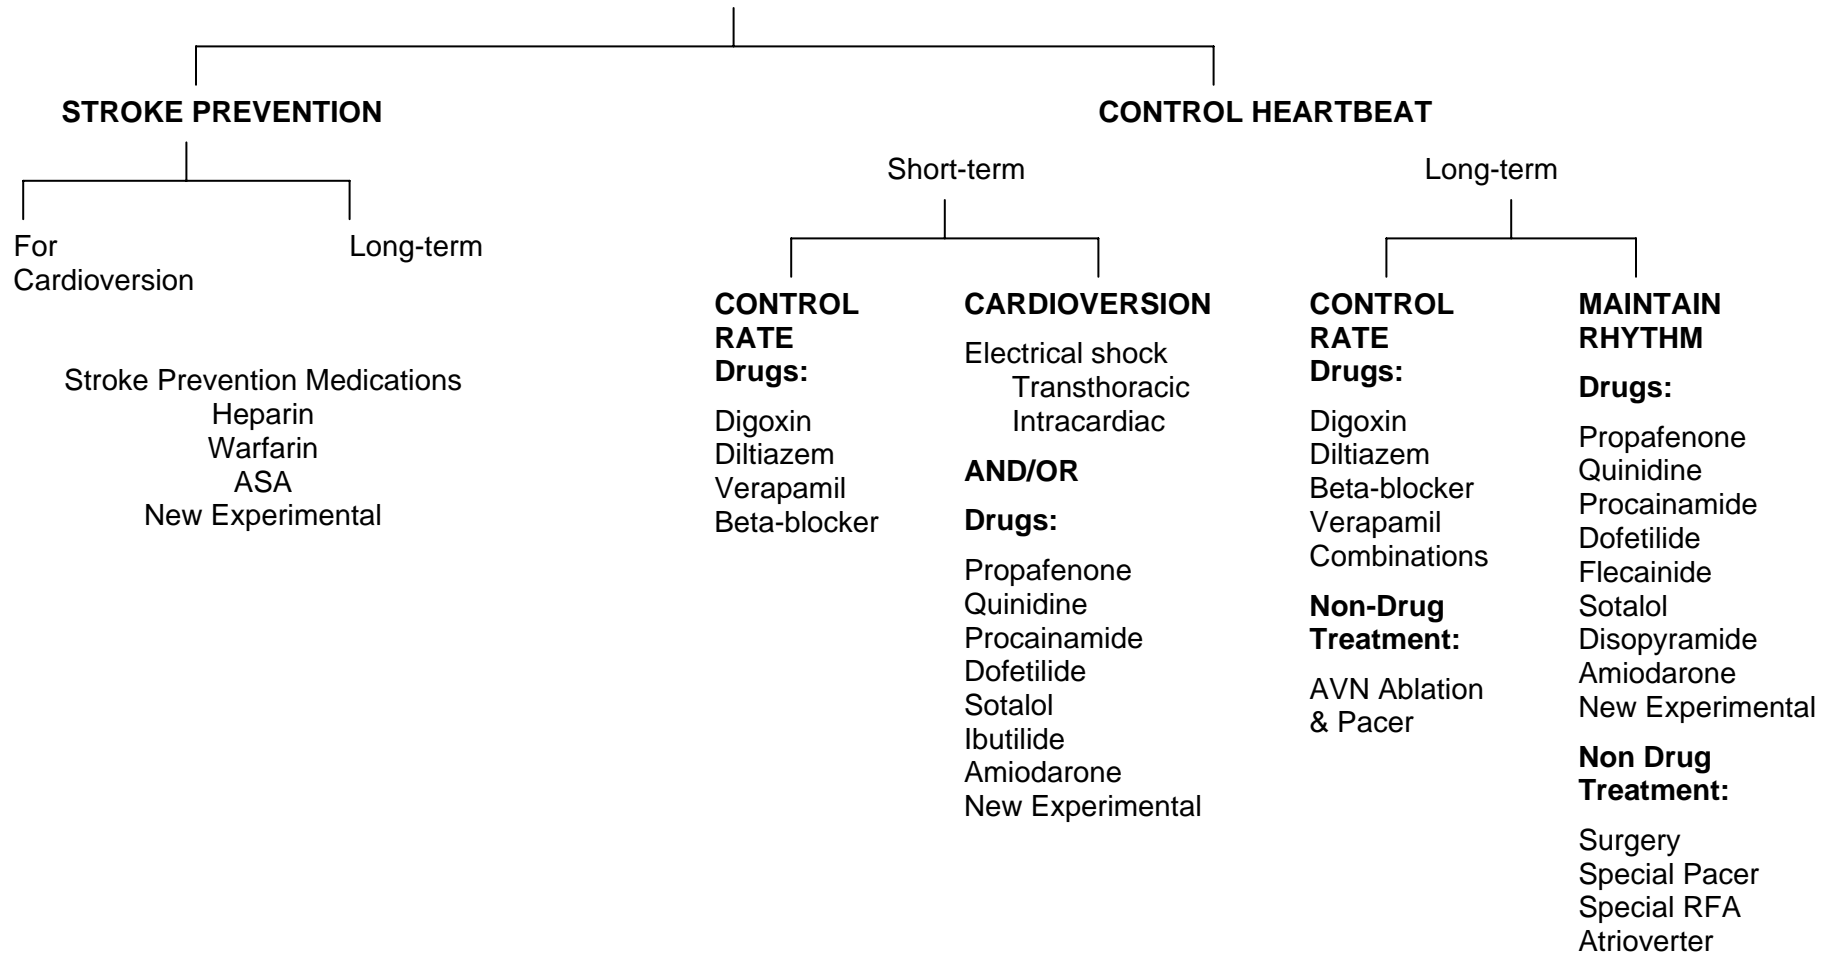 STROKE PREVENTION
For
Cardioversion
Long-term
Stroke Prevention Medications
Heparin
Warfarin
ASA
New Experimental
CONTROL HEARTBEAT
Short-term
CONTROL
RATE
Drugs:
Digoxin
Diltiazem
Verapamil
Beta-blocker
CARDIOVERSION
Electrical shock
Transthoracic
Intracardiac
AND/OR
Drugs:
Propafenone
Quinidine
Procainamide
Dofetilide
Sotalol
Ibutilide
Amiodarone
New Experimental
Long-term
CONTROL
RATE
Drugs:
Digoxin
Diltiazem
Beta-blocker
Verapamil
Combinations
Non-Drug
Treatment:
AVN Ablation
& Pacer
MAINTAIN
RHYTHM
Drugs:
Propafenone
Quinidine
Procainamide
Dofetilide
Flecainide
Sotalol
Disopyramide
Amiodarone
New Experimental
Non Drug
Treatment:
Surgery
Special Pacer
Special RFA
Atrioverter